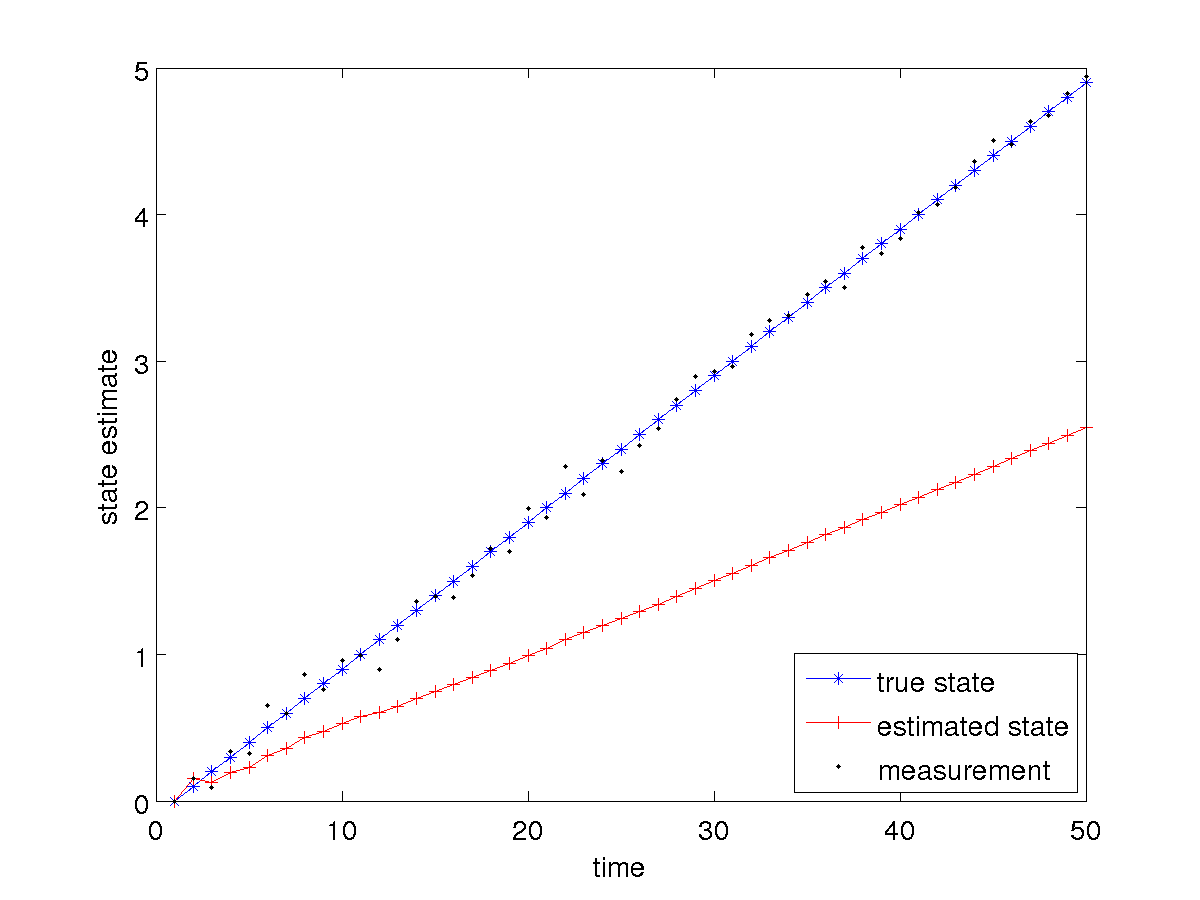 5
4
3
2
1
0
state estimate
0 10 20 30 40 50
time
true state
estimated state
measurement